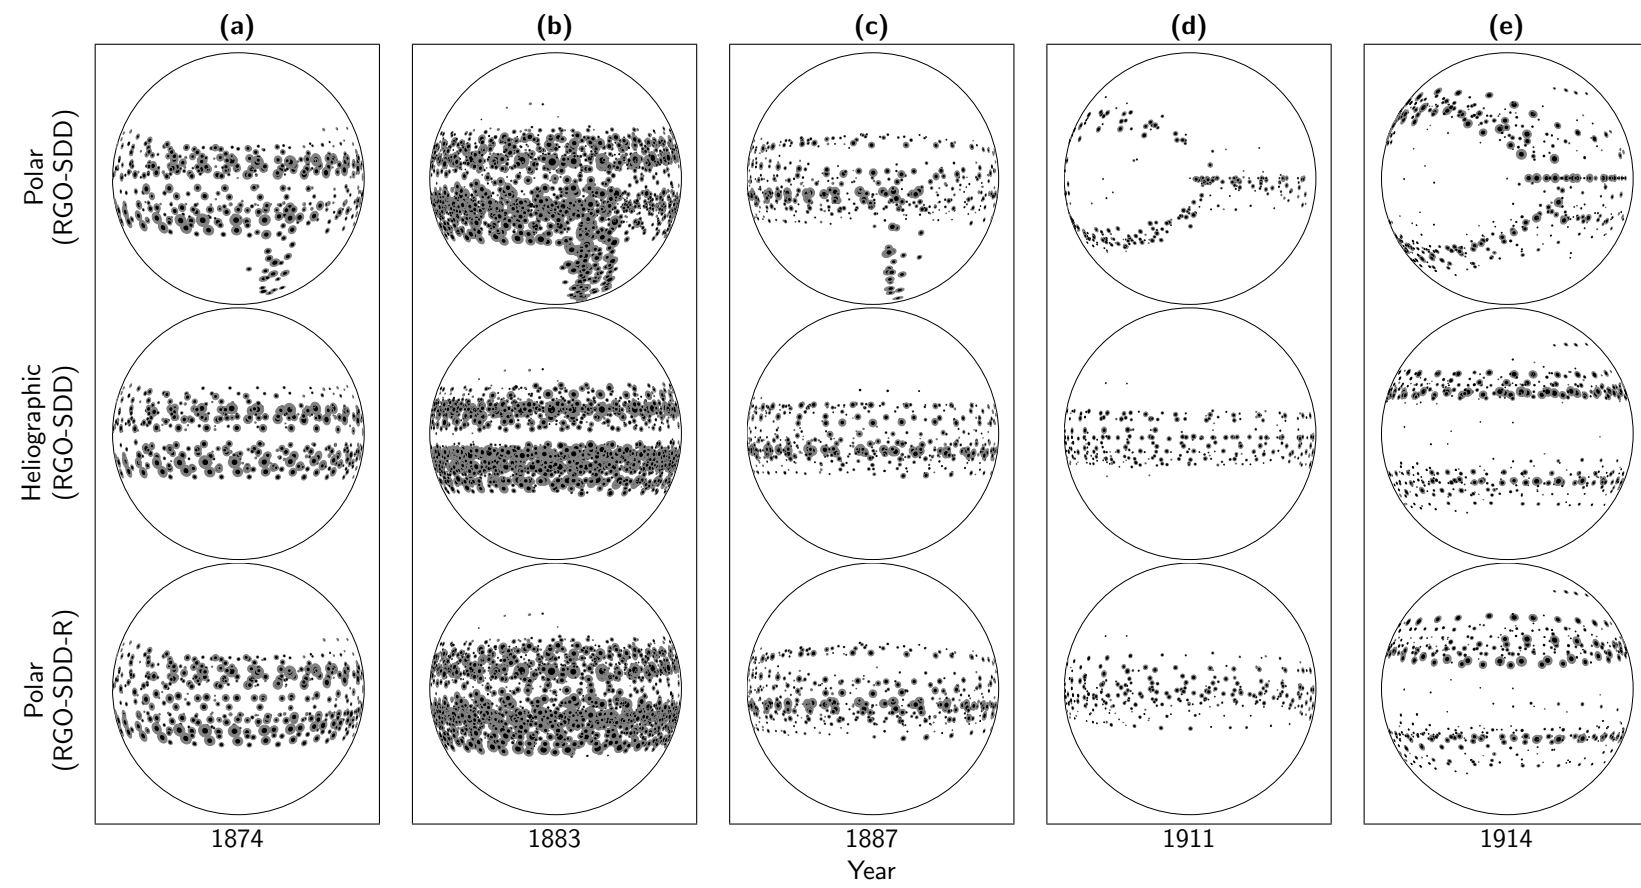 (a) (b) (c) (d) (e)
Polar
(RGO-SDD)
Heliographic
(RGO-SDD)
Polar
(RGO-SDD-R)
1874 1883 1887 1911 1914
Year